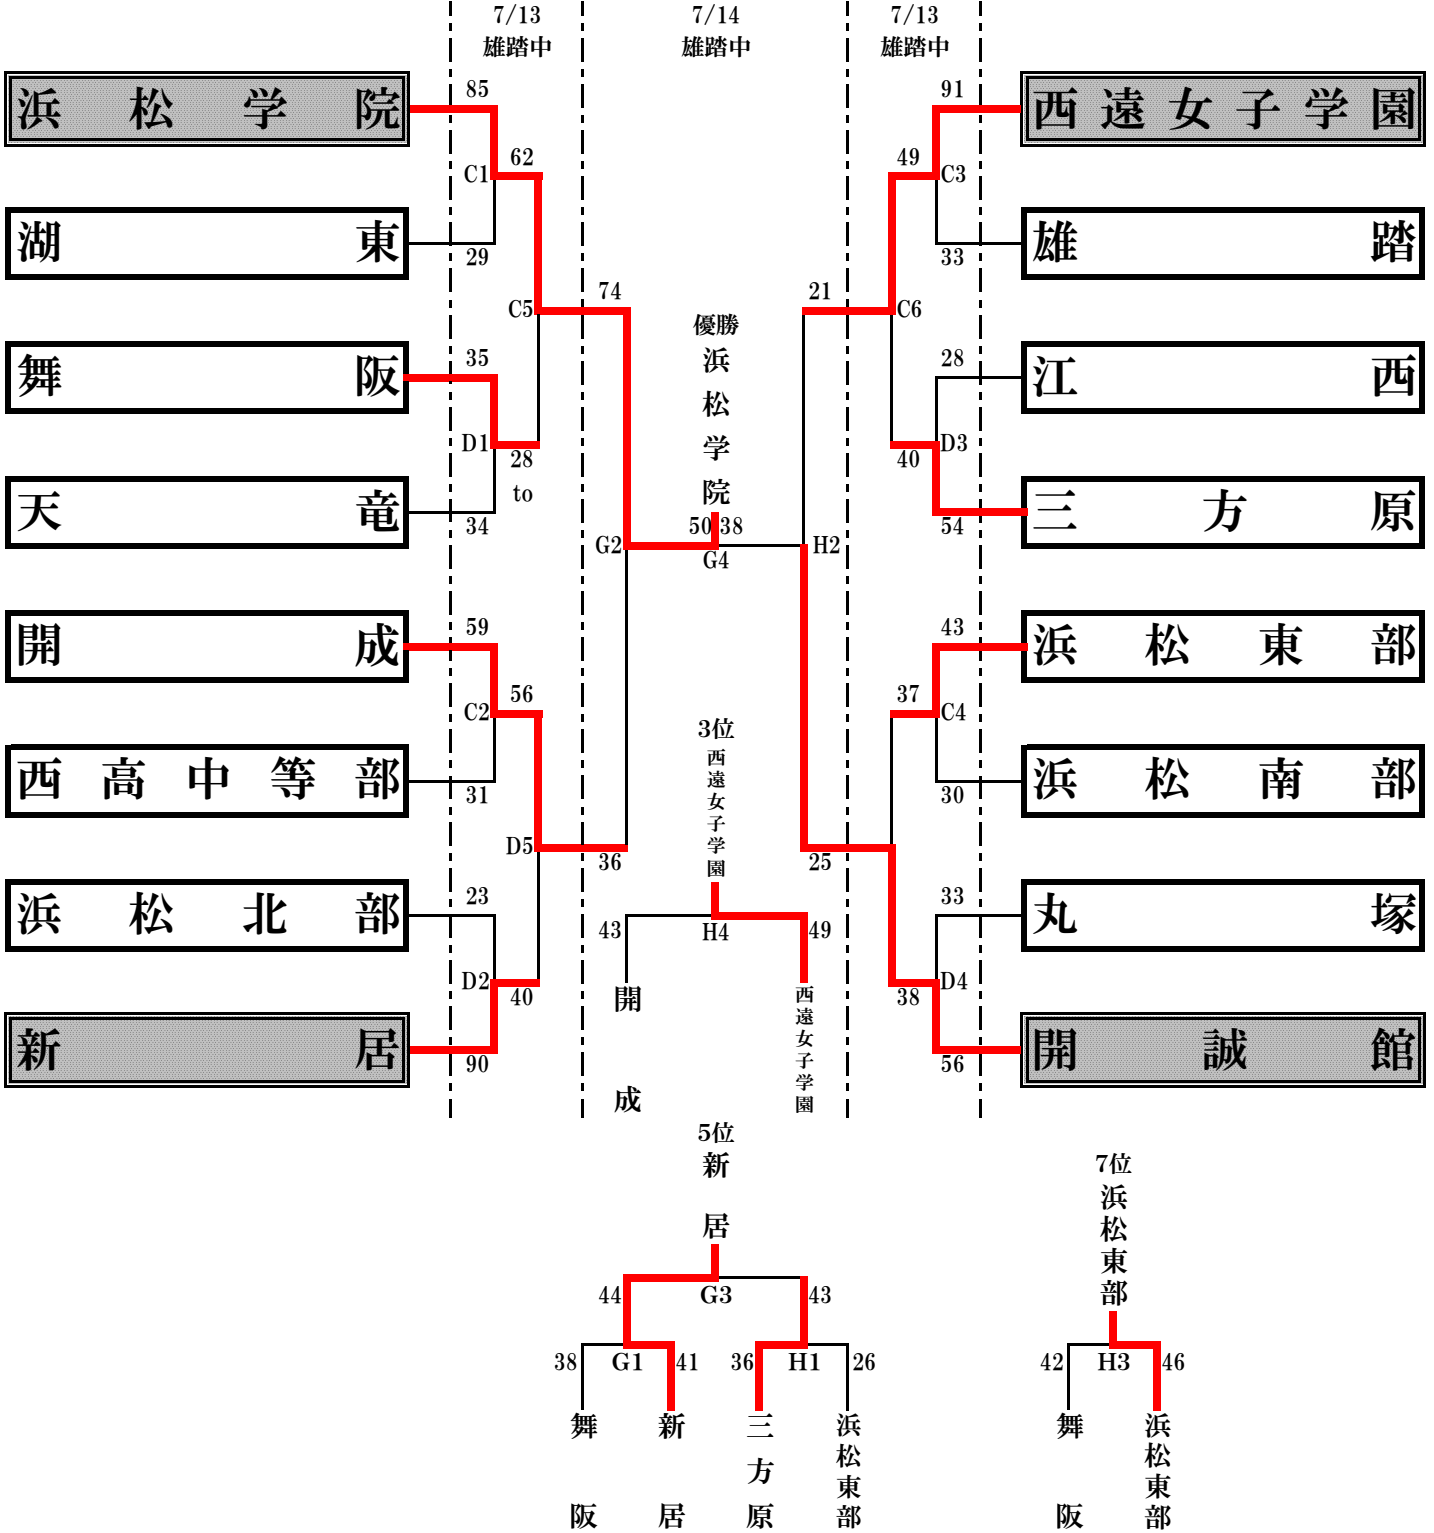 7/13
7/14
7/13
雄踏中
雄踏中
雄踏中
浜松学院
85
91
西遠女子学園
62
49
C1
C3
湖東
29
33
雄踏
74
21
C5
C6
優勝
浜松学院
舞阪
35
28
江西
D1
D3
28
40
to
天竜
34
50
38
54
三方原
G2
G4
H2
開成
59
43
浜松東部
56
37
C2
C4
3位
西遠女子学園
西高中等部
31
30
浜松南部
D5
36
25
浜松北部
23
33
丸塚
43
H4
49
D2
D4
40
38
開成
西遠女子学園
新居
90
56
開誠館
5位
新居
7位
浜松東部
44
G3
43
38
G1
41
36
H1
26
42
H3
46
舞阪
新居
三方原
浜松東部
舞阪
浜松東部